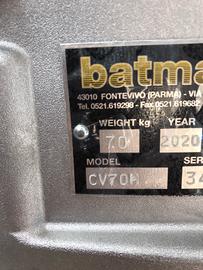 batma
43010 FONTEVIVO (PARMA) - VIA
Tel. 0521.619298 - Fax 0521.619682
WEIGHT kg YEAR
70 2020
MODEL SER
CV70M 34